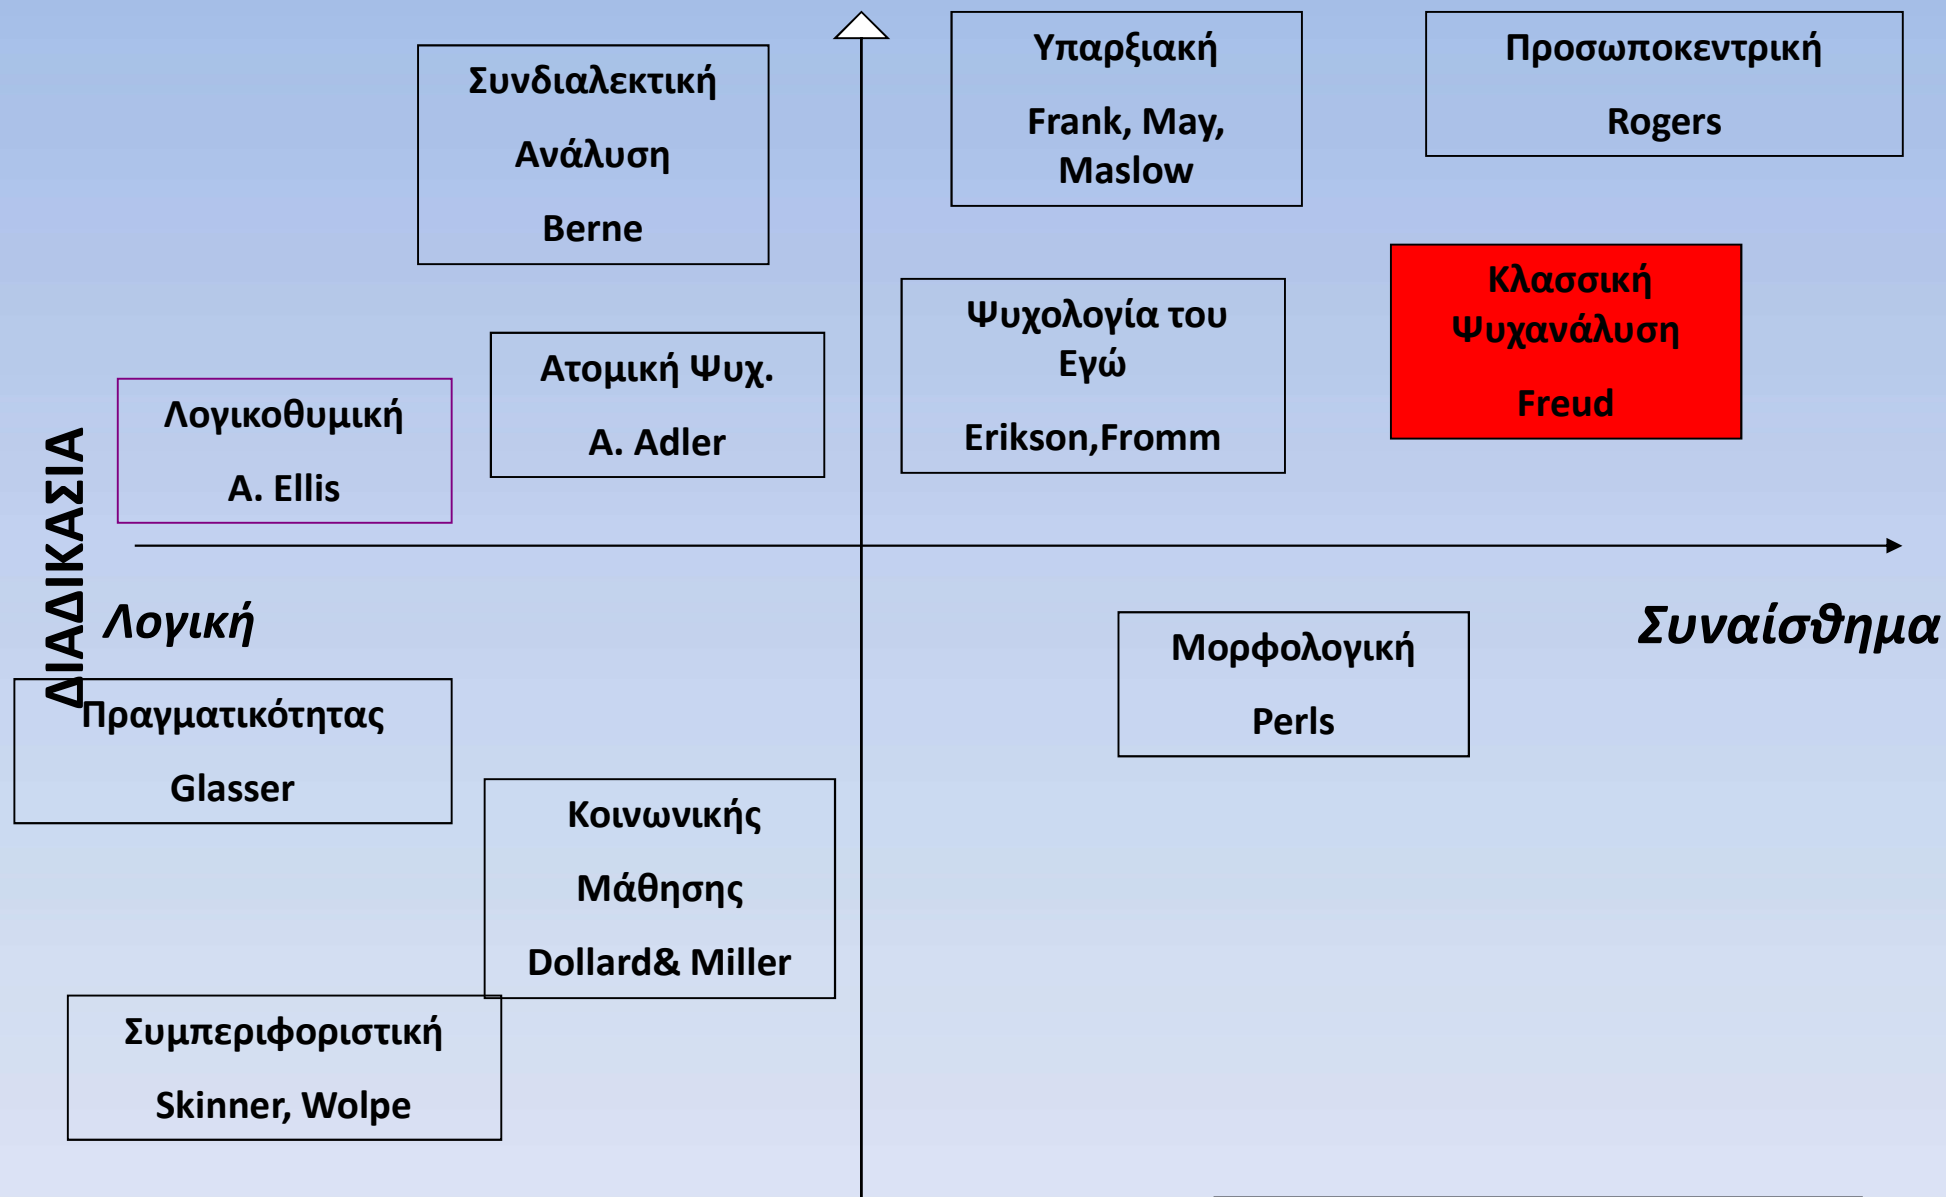 Συνδιαλεκτική
Ανάλυση
Berne
Υπαρξιακή
Frank, May,
Maslow
Προσωποκεντρική
Rogers
Λογικοθυμική
A. Ellis
Ατομική Ψυχ.
A. Adler
Ψυχολογία του
Εγώ
Erikson,Fromm
Κλασσική
Ψυχανάλυση
Freud
ΔΙΑΔΙΚΑΣΙΑ
Λογική
Συναίσθημα
Πραγματικότητας
Glasser
Μορφολογική
Perls
Κοινωνικής
Μάθησης
Dollard& Miller
Συμπεριφοριστική
Skinner, Wolpe